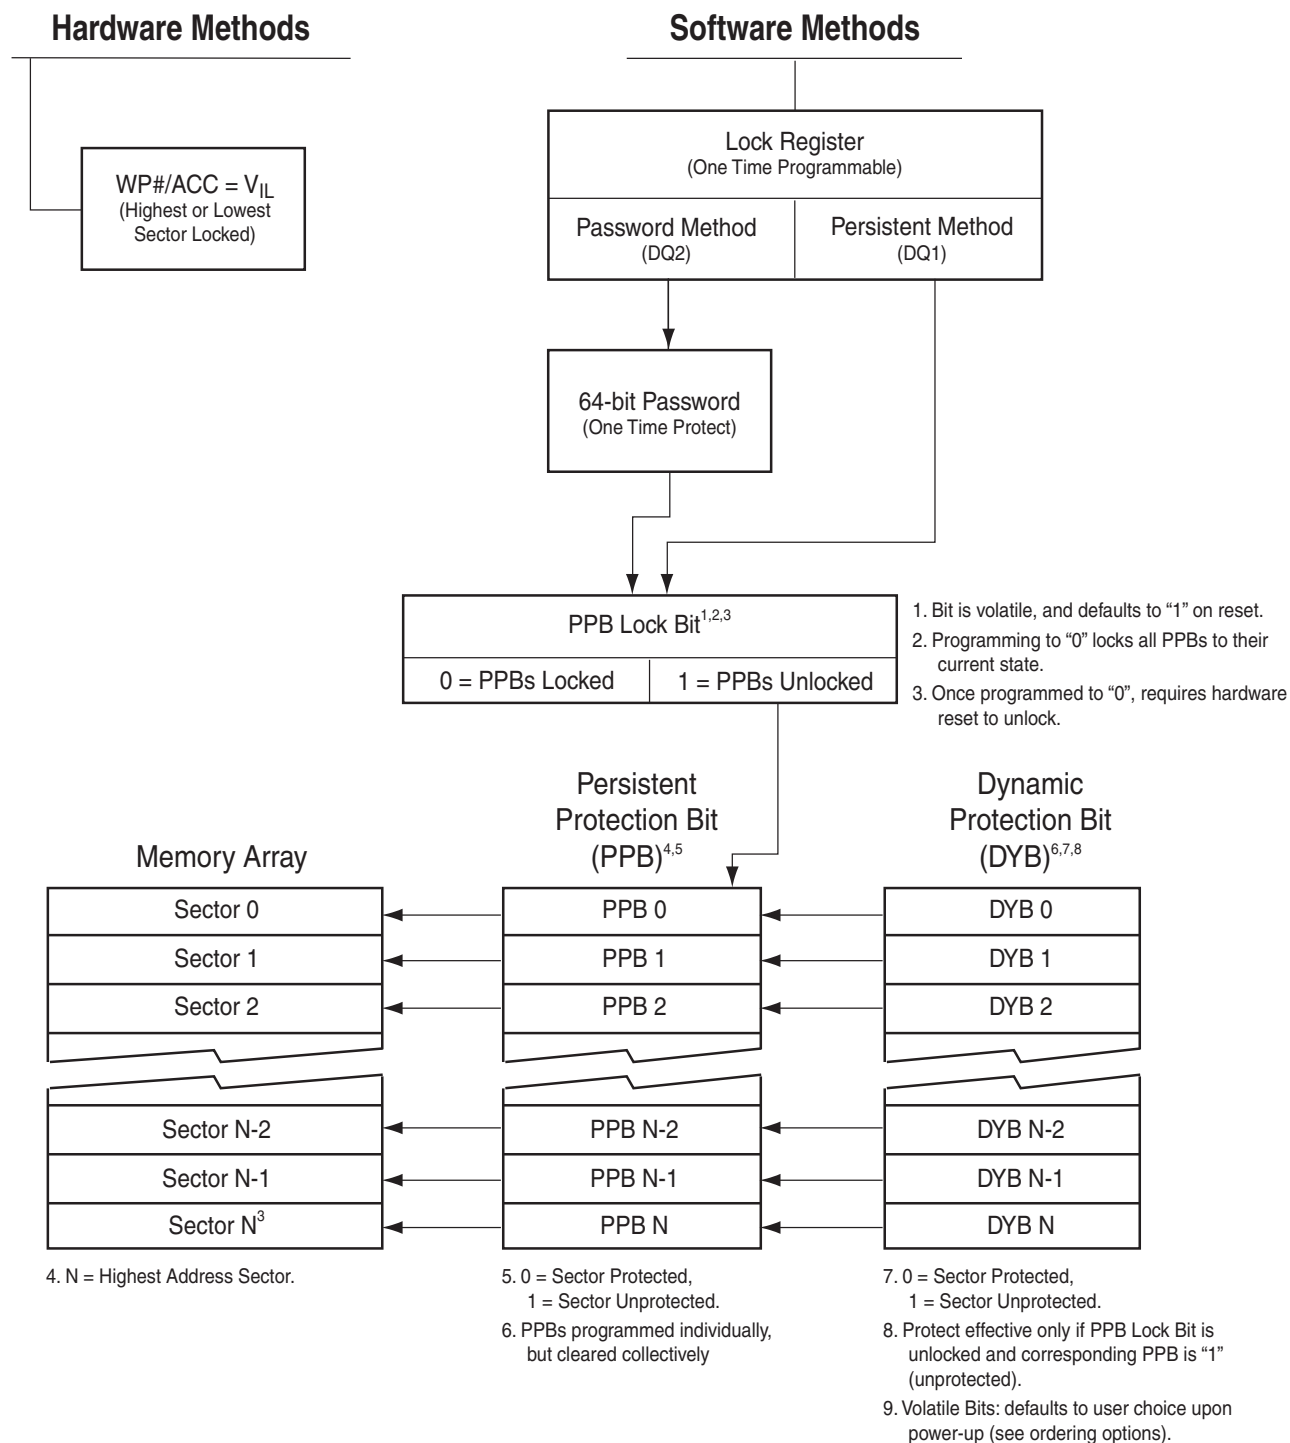 Hardware Methods
Software Methods
WP#/ACC = VIL
(Highest or Lowest
Sector Locked)
Lock Register
(One Time Programmable)
Password Method
(DQ2)
Persistent Method
(DQ1)
64-bit Password
(One Time Protect)
PPB Lock Bit1,2,3
0 = PPBs Locked
1 = PPBs Unlocked
1. Bit is volatile, and defaults to “1” on reset.
2. Programming to “0” locks all PPBs to their
current state.
3. Once programmed to “0”, requires hardware
reset to unlock.
Memory Array
Persistent
Protection Bit
(PPB)4,5
Dynamic
Protection Bit
(DYB)6,7,8
Sector 0
PPB 0
DYB 0
Sector 1
PPB 1
DYB 1
Sector 2
PPB 2
DYB 2
Sector N-2
PPB N-2
DYB N-2
Sector N-1
PPB N-1
DYB N-1
Sector N3
PPB N
DYB N
4. N = Highest Address Sector.
5. 0 = Sector Protected,
1 = Sector Unprotected.
6. PPBs programmed individually,
but cleared collectively
7. 0 = Sector Protected,
1 = Sector Unprotected.
8. Protect effective only if PPB Lock Bit is
unlocked and corresponding PPB is “1”
(unprotected).
9. Volatile Bits: defaults to user choice upon
power-up (see ordering options).